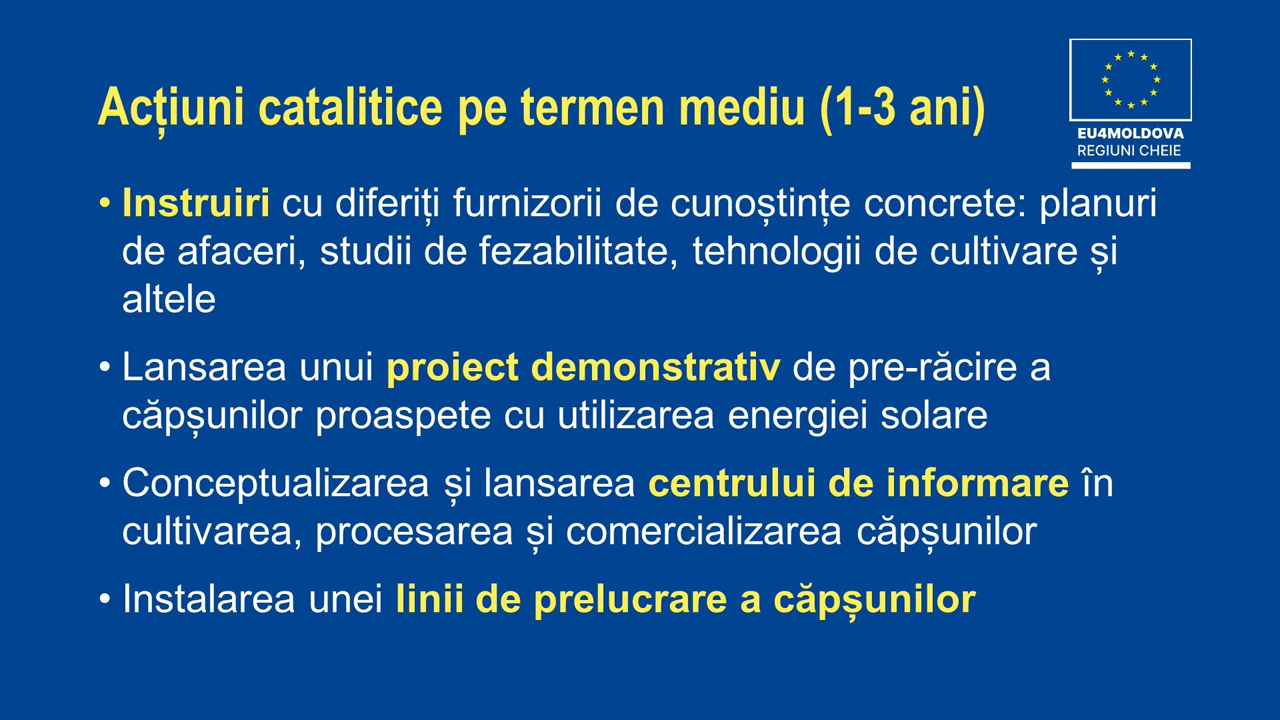 Acțiuni catalitice pe termen mediu (1-3 ani)
EU4MOLDOVA
REGIUNI CHEIE
• Instruiri cu diferiți furnizorii de cunoștințe concrete: planuri
de afaceri, studii de fezabilitate, tehnologii de cultivare și
altele
• Lansarea unui proiect demonstrativ de pre-răcire a
căpșunilor proaspete cu utilizarea energiei solare
• Conceptualizarea și lansarea centrului de informare în
cultivarea, procesarea și comercializarea căpșunilor
• Instalarea unei linii de prelucrare a căpșunilor